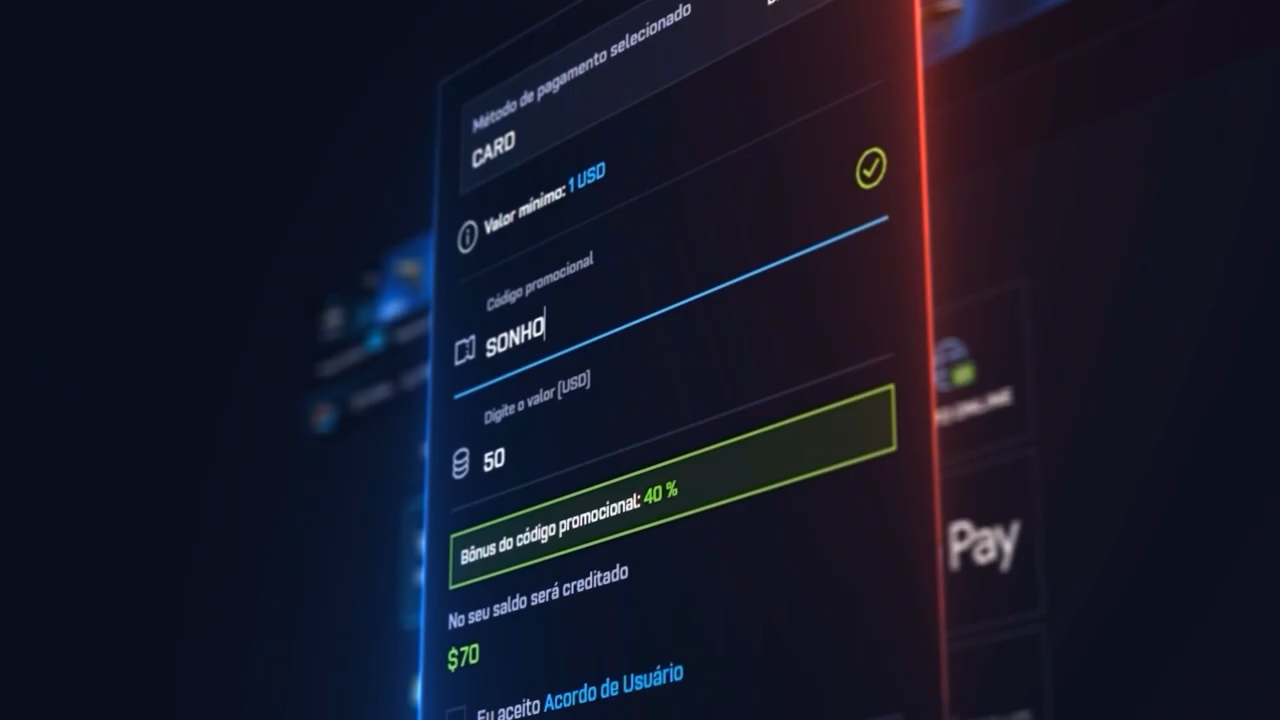 Método de pagamento selecionado
CARD
Valor mínimo: 1 USD
Código promocional
SONHO
Digite o valor (USD)
50
Bônus do código promocional: 40 %
No seu saldo será creditado
$70
Eu aceito Acordo de Usuário
ONLINE
Pay